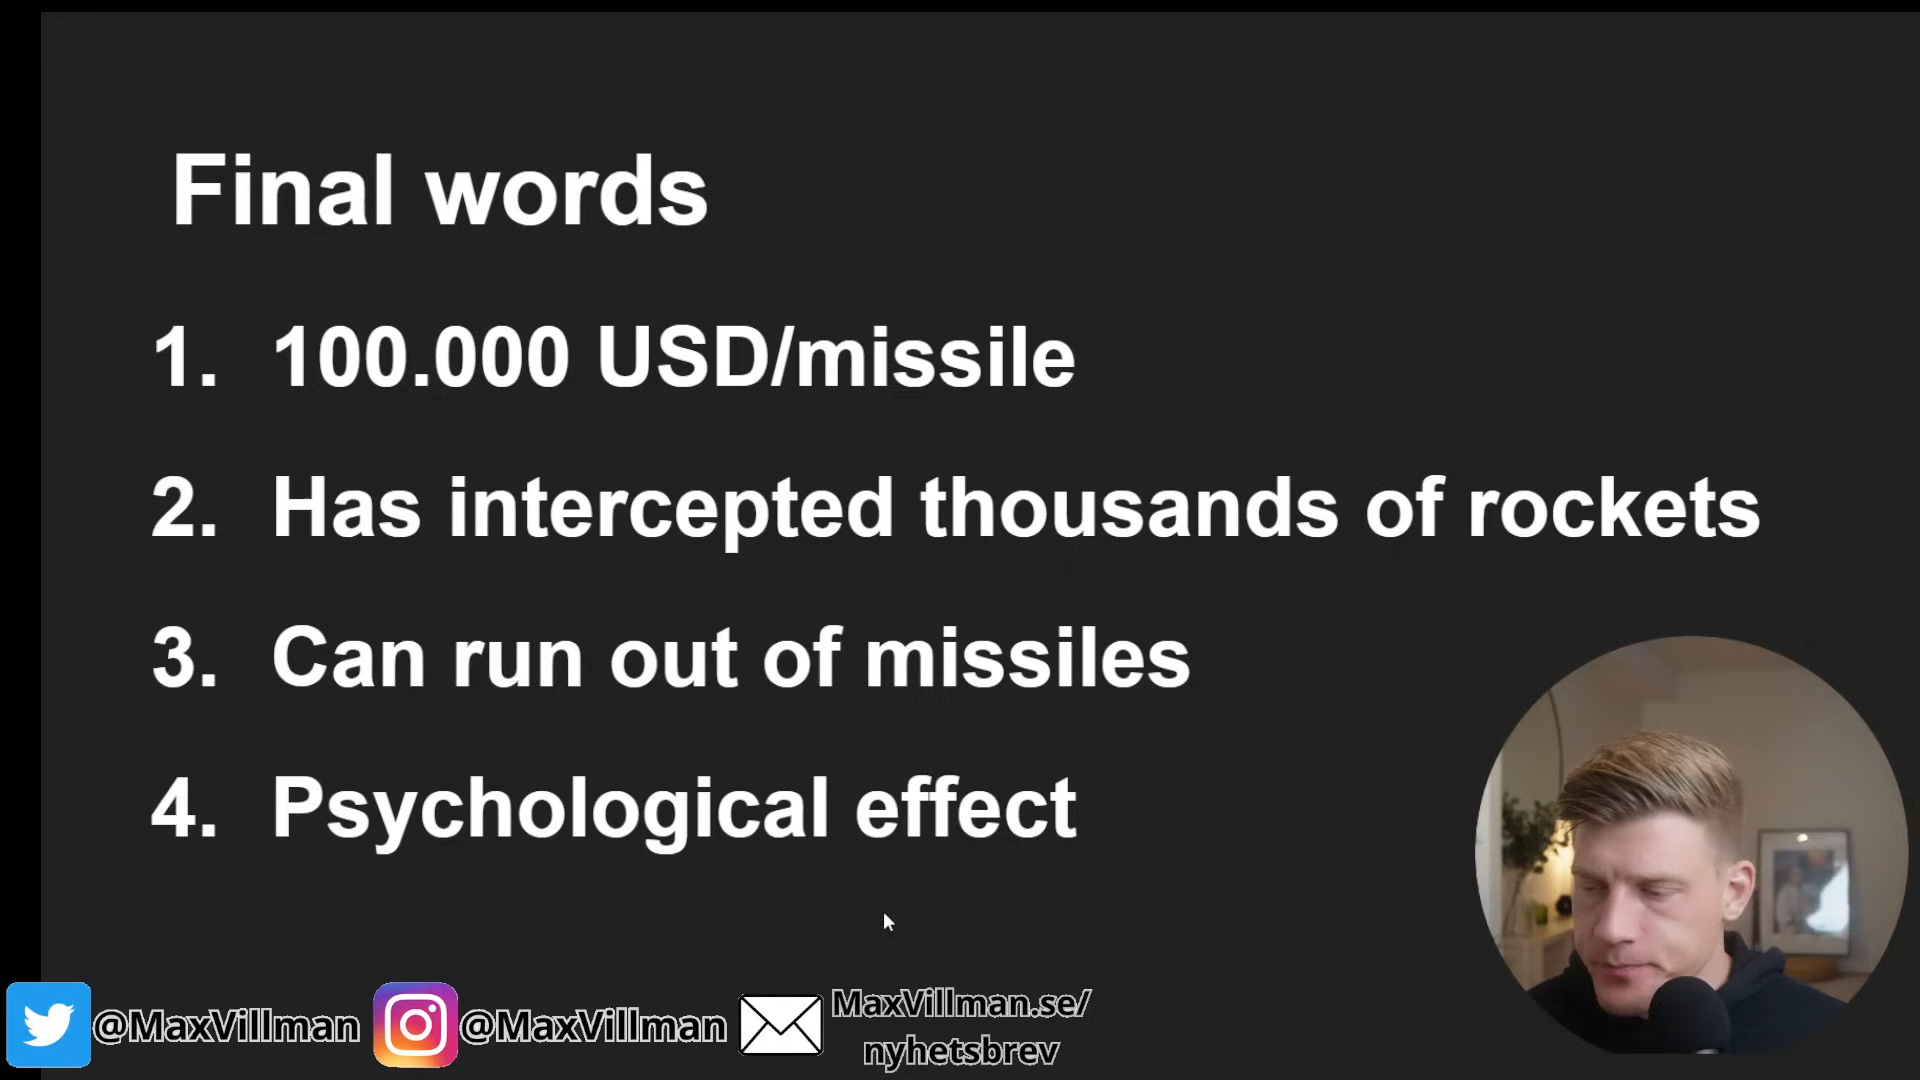 Final words
1. 100.000 USD/missile
2. Has intercepted thousands of rockets
3. Can run out of missiles
4. Psychological effect
@MaxVillman @MaxVillman MaxVillman.se/
nyhetsbrev